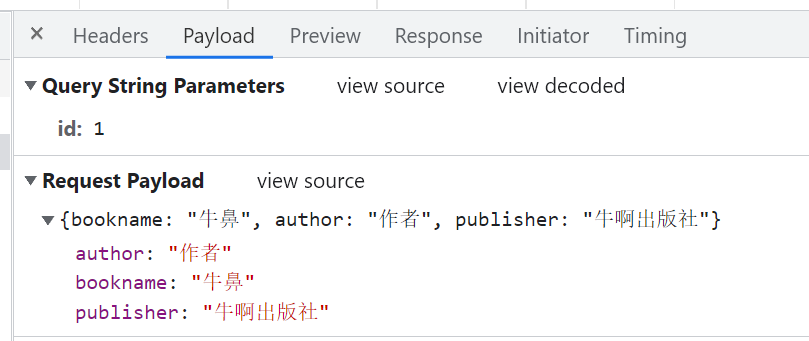 × Headers Payload Preview Response Initiator Timing
▼ Query String Parameters view source view decoded
id: 1
▼ Request Payload view source
▼ {bookname: "牛鼻", author: "作者", publisher: "牛啊出版社"}
author: "作者"
bookname: "牛鼻"
publisher: "牛啊出版社"